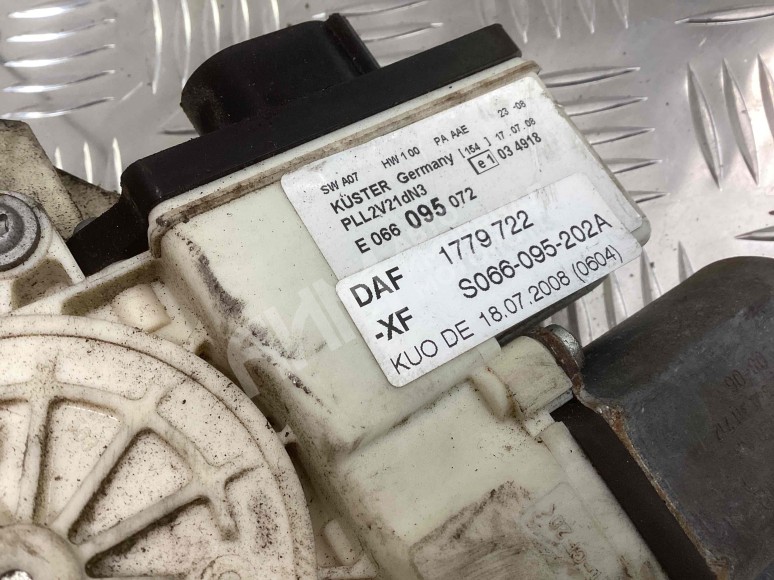 SW A07 HW 1 00 PA AAE 23 -08
KÜSTER Germany [154] 17.07.08
PLL2V21dN3 e1 03 4918
E 066 095 072
DAF 1779 722
-XF S066-095-202A
KUO DE 18.07.2008 (0604)